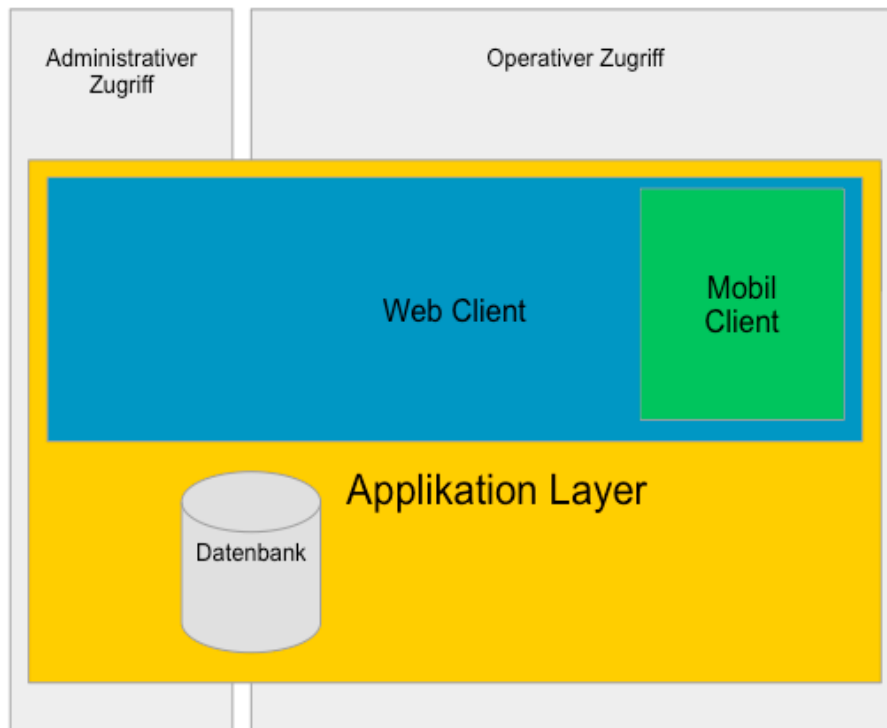 Administrativer
Zugriff
Operativer Zugriff
Web Client
Mobil
Client
Applikation Layer
Datenbank